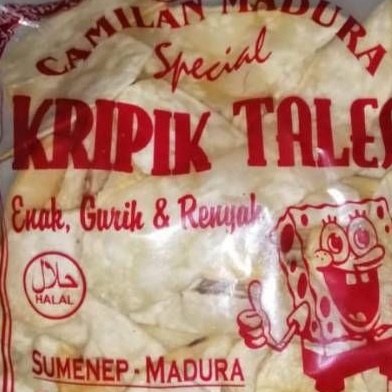 CAMILAN MADURA
Special
KRIPIK TALES
Enak, Gurih & Renyah
حلال
HALAL
SUMENEP - MADURA